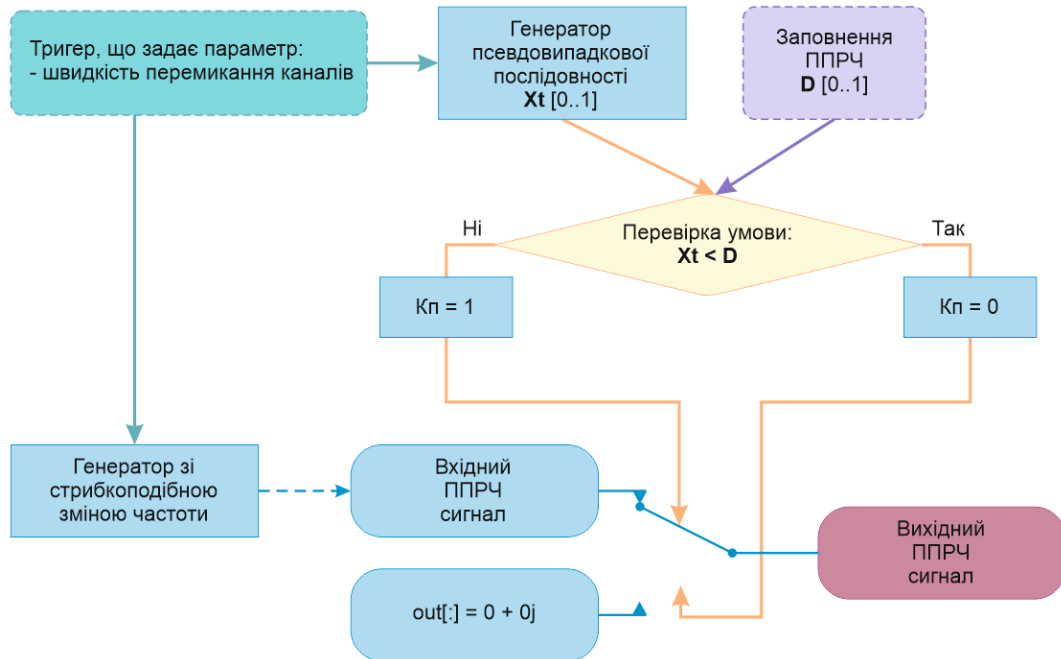 Тригер, що задає параметр:
- швидкість перемикання каналів
Генератор
псевдовипадкової
послідовності
Xt [0..1]
Заповнення
ППРЧ
D [0..1]
Ні
Перевірка умови:
Xt < D
Так
Кп = 1
Кп = 0
Генератор зі
стрибкоподібною
зміною частоти
Вхідний
ППРЧ
сигнал
Вихідний
ППРЧ
сигнал
out[:] = 0 + 0j